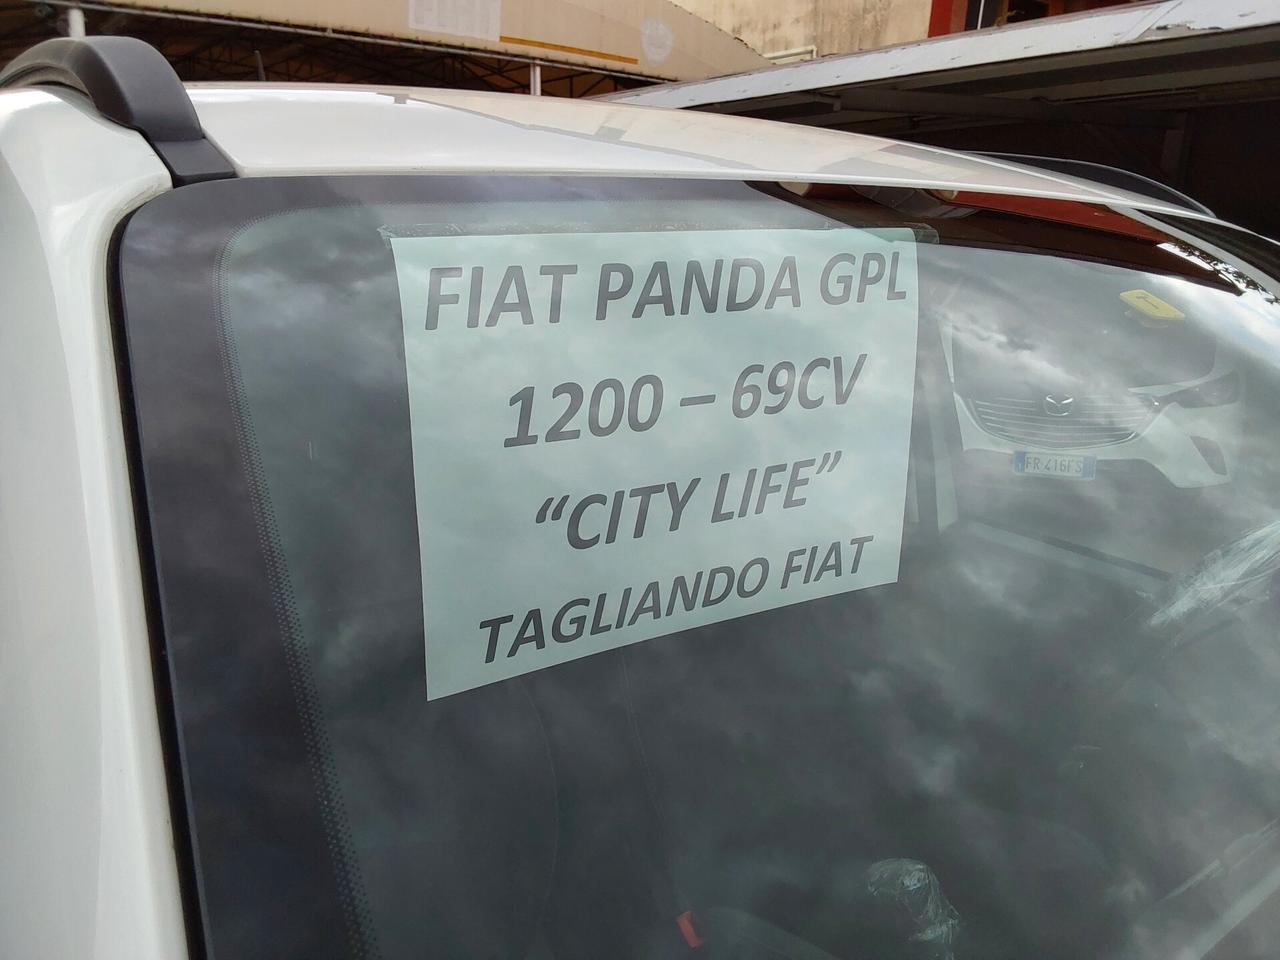 FIAT PANDA GPL
1200 – 69CV
“CITY LIFE”
TAGLIANDO FIAT
FR 416FS